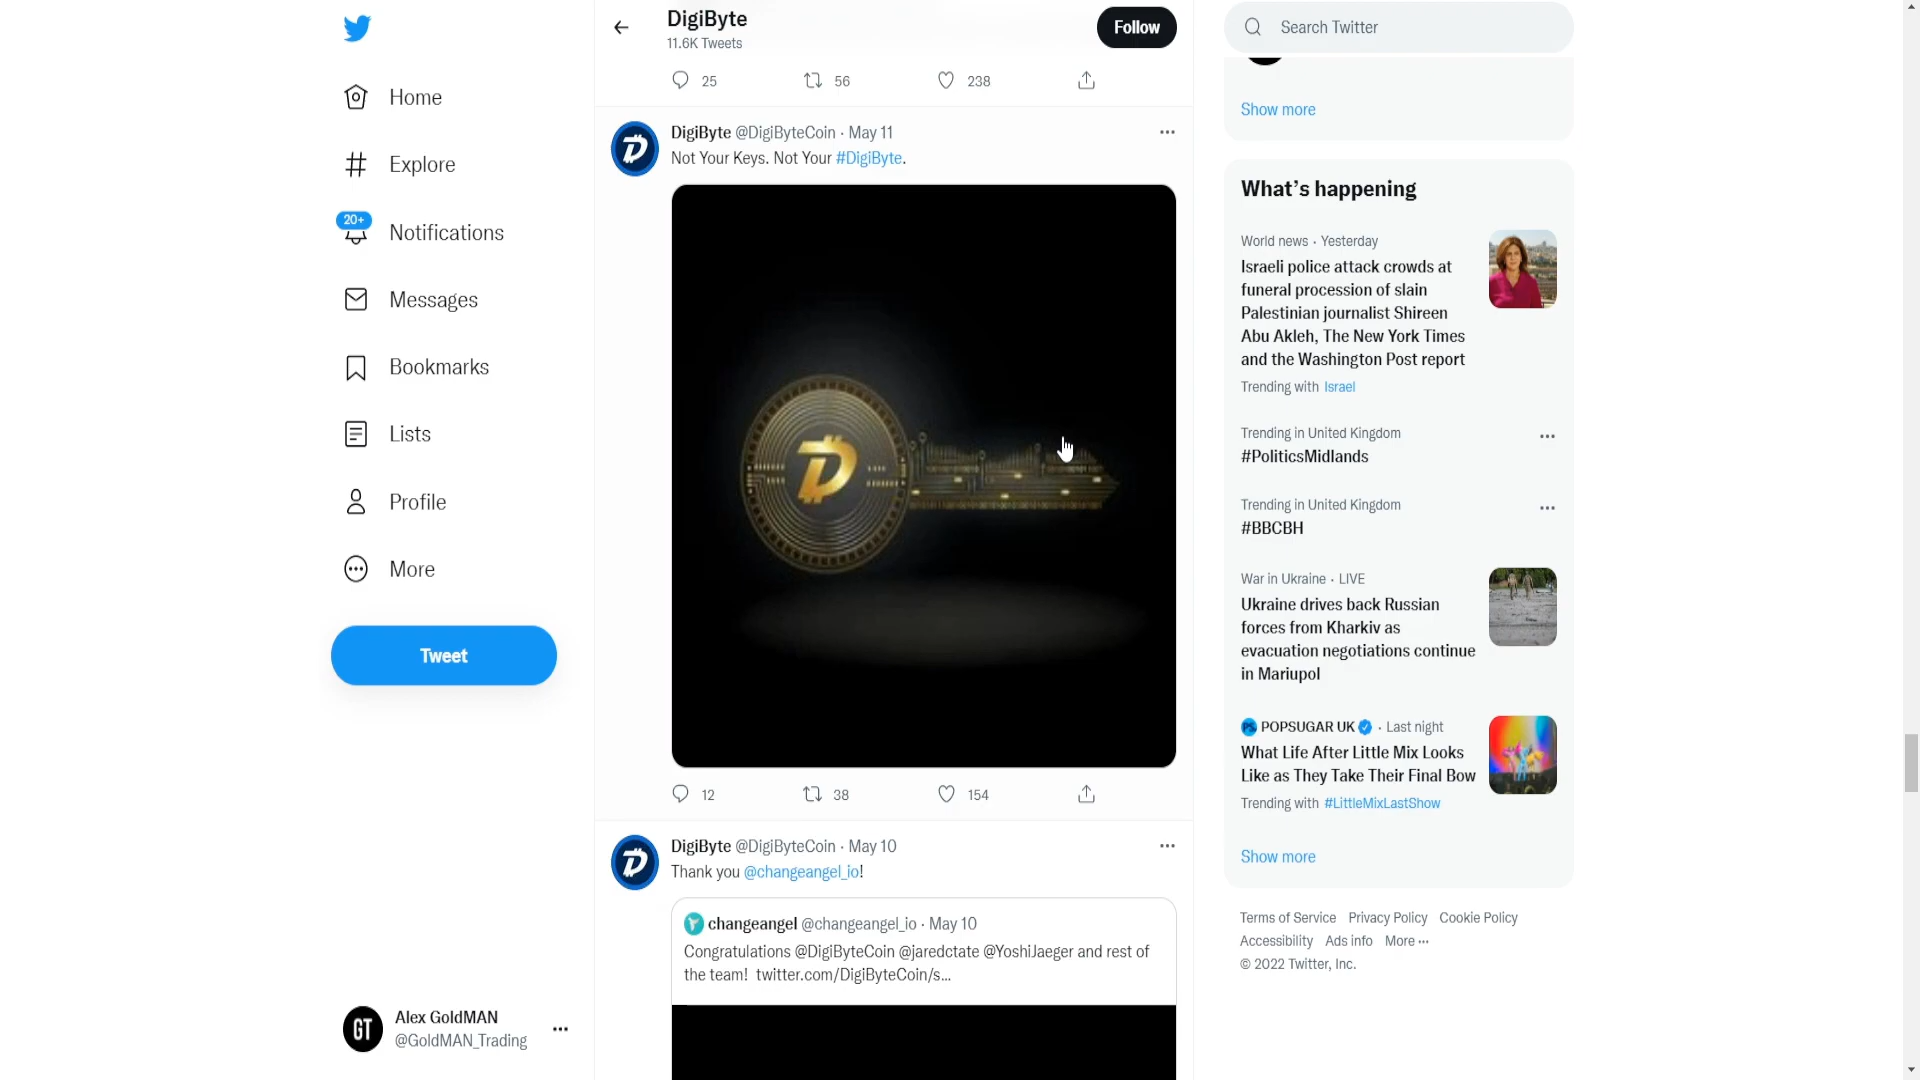 Home
Explore
20+
Notifications
Messages
Bookmarks
Lists
Profile
More
Tweet
GT
Alex GoldMAN
@GoldMAN_Trading
DigiByte
11.6K Tweets
Follow
25 56 238
DigiByte @DigiByteCoin · May 11
Not Your Keys. Not Your #DigiByte.
12 38 154
DigiByte @DigiByteCoin · May 10
Thank you @changeangel_io!
changeangel @changeangel_io · May 10
Congratulations @DigiByteCoin @jaredctate @YoshiJaeger and rest of
the team! twitter.com/DigiByteCoin/s...
Search Twitter
Show more
What's happening
World news · Yesterday
Israeli police attack crowds at
funeral procession of slain
Palestinian journalist Shireen
Abu Akleh, The New York Times
and the Washington Post report
Trending with Israel
Trending in United Kingdom
#PoliticsMidlands
Trending in United Kingdom
#BBCBH
War in Ukraine · LIVE
Ukraine drives back Russian
forces from Kharkiv as
evacuation negotiations continue
in Mariupol
POPSUGAR UK · Last night
What Life After Little Mix Looks
Like as They Take Their Final Bow
Trending with #LittleMixLastShow
Show more
Terms of Service Privacy Policy Cookie Policy
Accessibility Ads info More ...
© 2022 Twitter, Inc.